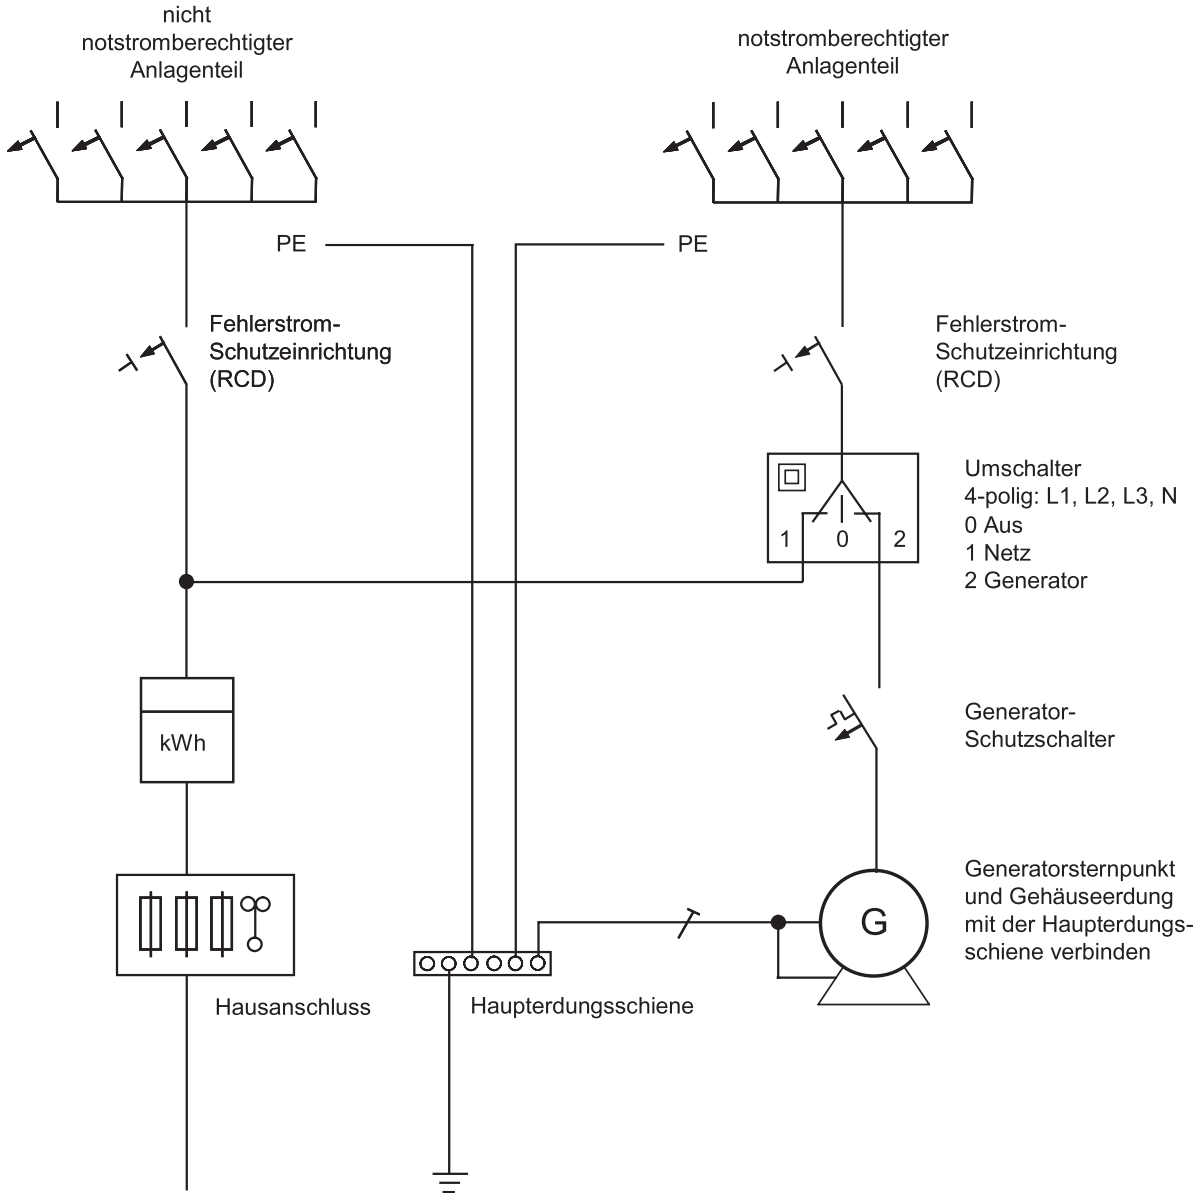 nicht
notstromberechtigter
Anlagenteil
notstromberechtigter
Anlagenteil
PE
PE
Fehlerstrom-
Schutzeinrichtung
(RCD)
Fehlerstrom-
Schutzeinrichtung
(RCD)
Umschalter
4-polig: L1, L2, L3, N
0 Aus
1 Netz
2 Generator
1 0 2
kWh
Generator-
Schutzschalter
G
Generatorsternpunkt
und Gehäuseerdung
mit der Haupterdungs-
schiene verbinden
Hausanschluss
Haupterdungsschiene